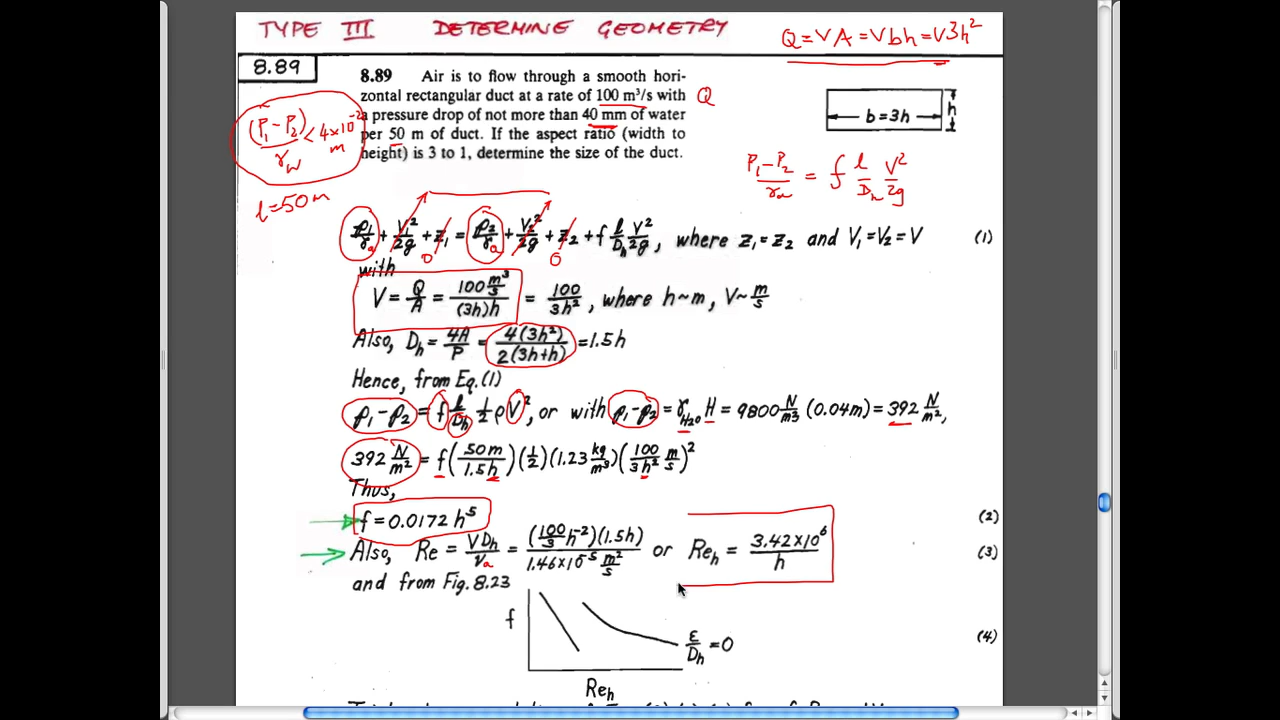 TYPE III DETERMINE GEOMETRY
Q = VA = Vbh = V3h²
8.89
8.89 Air is to flow through a smooth hori-
zontal rectangular duct at a rate of 100 m³/s with Q
a pressure drop of not more than 40 mm of water
per 50 m of duct. If the aspect ratio (width to
height) is 3 to 1, determine the size of the duct.
b=3h
h
(P₁-P₂)/γw < 4×10⁻² m
l=50m
(P₁-P₂)/γa = f l/Dh V²/2g
p₁/γa + V₁²/2g + z₁ = p₂/γa + V₂²/2g + z₂ + f l/Dh V²/2g, where z₁=z₂ and V₁=V₂=V (1)
0 0
with
V = Q/A = 100 m³/s / (3h)h = 100/3h², where h~m, V~m/s
Also, Dh = 4A/P = 4(3h²)/2(3h+h) = 1.5h
Hence, from Eq.(1)
p₁-p₂ = f l/Dh ½ρV², or with p₁-p₂ = γH₂O H = 9800 N/m³ (0.04m) = 392 N/m²,
392 N/m² = f(50m/1.5h)(½)(1.23 kg/m³)(100/3h² m/s)²
Thus,
f = 0.0172 h⁵ (2)
Also, Re = VDh/νa = (100/3 h⁻²)(1.5h)/1.46×10⁻⁵ m²/s or Reh = 3.42×10⁶/h (3)
and from Fig. 8.23
f
ε/Dh = 0 (4)
Reh